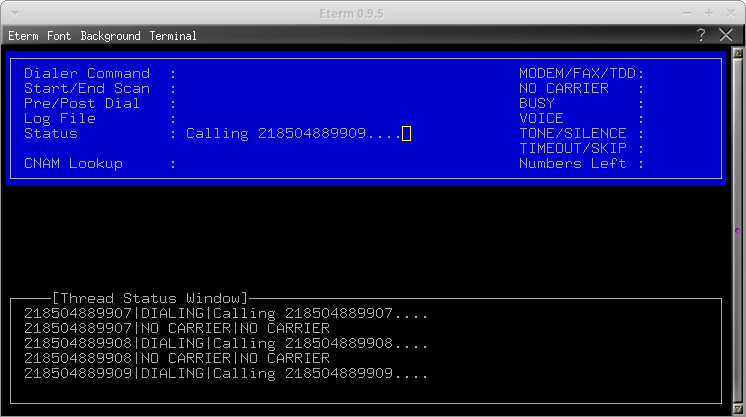 Eterm 0.9.5
Eterm Font Background Terminal ?
Dialer Command : MODEM/FAX/TDD:
Start/End Scan : NO CARRIER :
Pre/Post Dial : BUSY :
Log File : VOICE :
Status : Calling 218504889909.... TONE/SILENCE :
TIMEOUT/SKIP :
CNAM Lookup : Numbers Left :
[Thread Status Window]
218504889907|DIALING|Calling 218504889907....
218504889907|NO CARRIER|NO CARRIER
218504889908|DIALING|Calling 218504889908....
218504889908|NO CARRIER|NO CARRIER
218504889909|DIALING|Calling 218504889909....